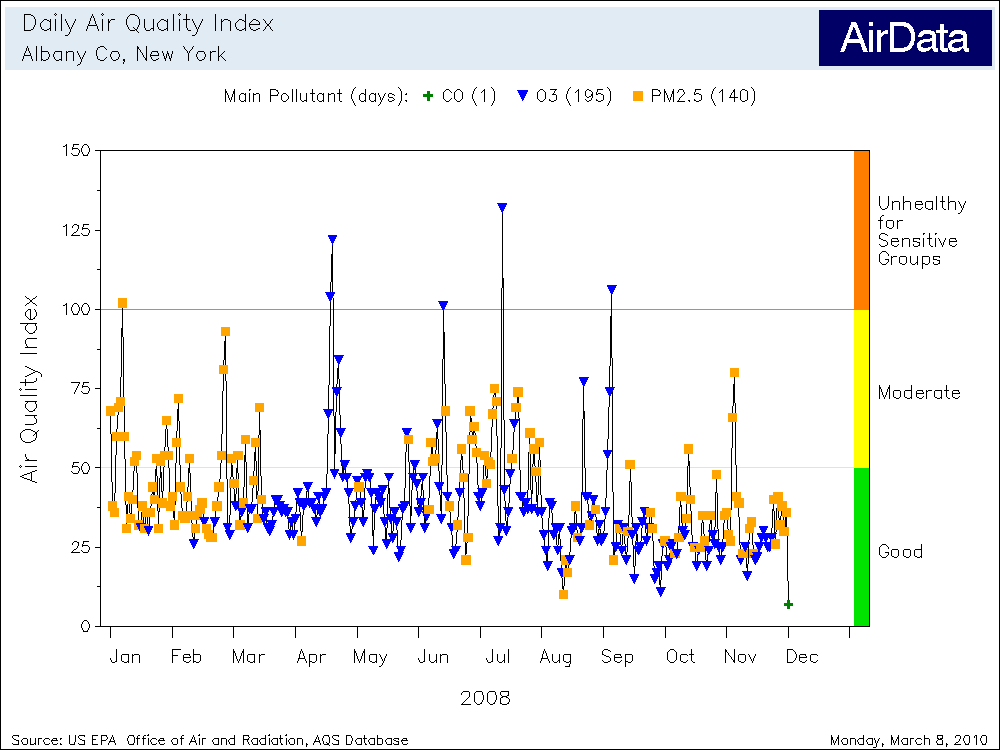 Daily Air Quality Index
Albany Co, New York
AirData
Main Pollutant (days): CO (1) O3 (195) PM2.5 (140)
150
125
100
75
50
25
0
Air Quality Index
Unhealthy
for
Sensitive
Groups
Moderate
Good
Jan Feb Mar Apr May Jun Jul Aug Sep Oct Nov Dec
2008
Source: US EPA Office of Air and Radiation, AQS Database
Monday, March 8, 2010